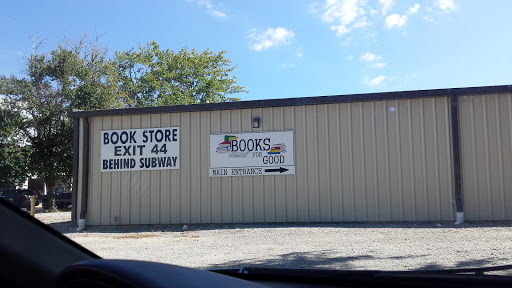 BOOK STORE
EXIT 44
BEHIND SUBWAY
BOOKS
FOR
GOOD
MAIN ENTRANCE